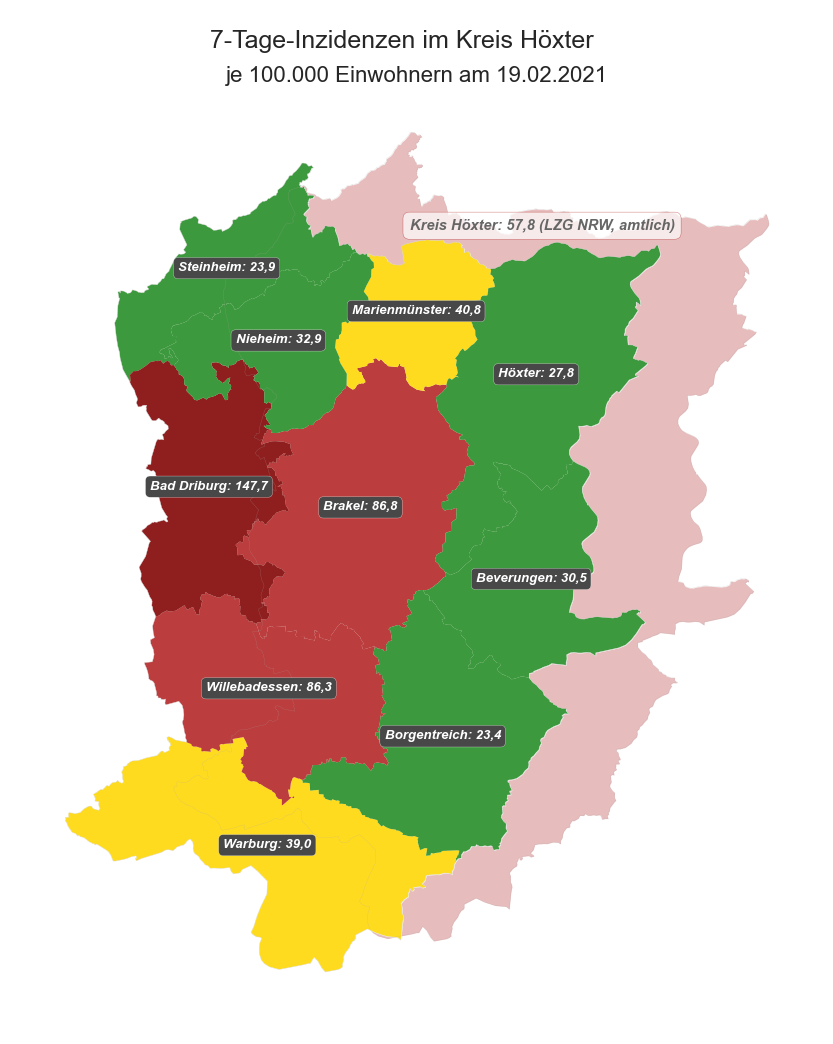 7-Tage-Inzidenzen im Kreis Höxter
je 100.000 Einwohnern am 19.02.2021
Kreis Höxter: 57,8 (LZG NRW, amtlich)
Steinheim: 23,9
Marienmünster: 40,8
Nieheim: 32,9
Höxter: 27,8
Bad Driburg: 147,7
Brakel: 86,8
Beverungen: 30,5
Willebadessen: 86,3
Borgentreich: 23,4
Warburg: 39,0